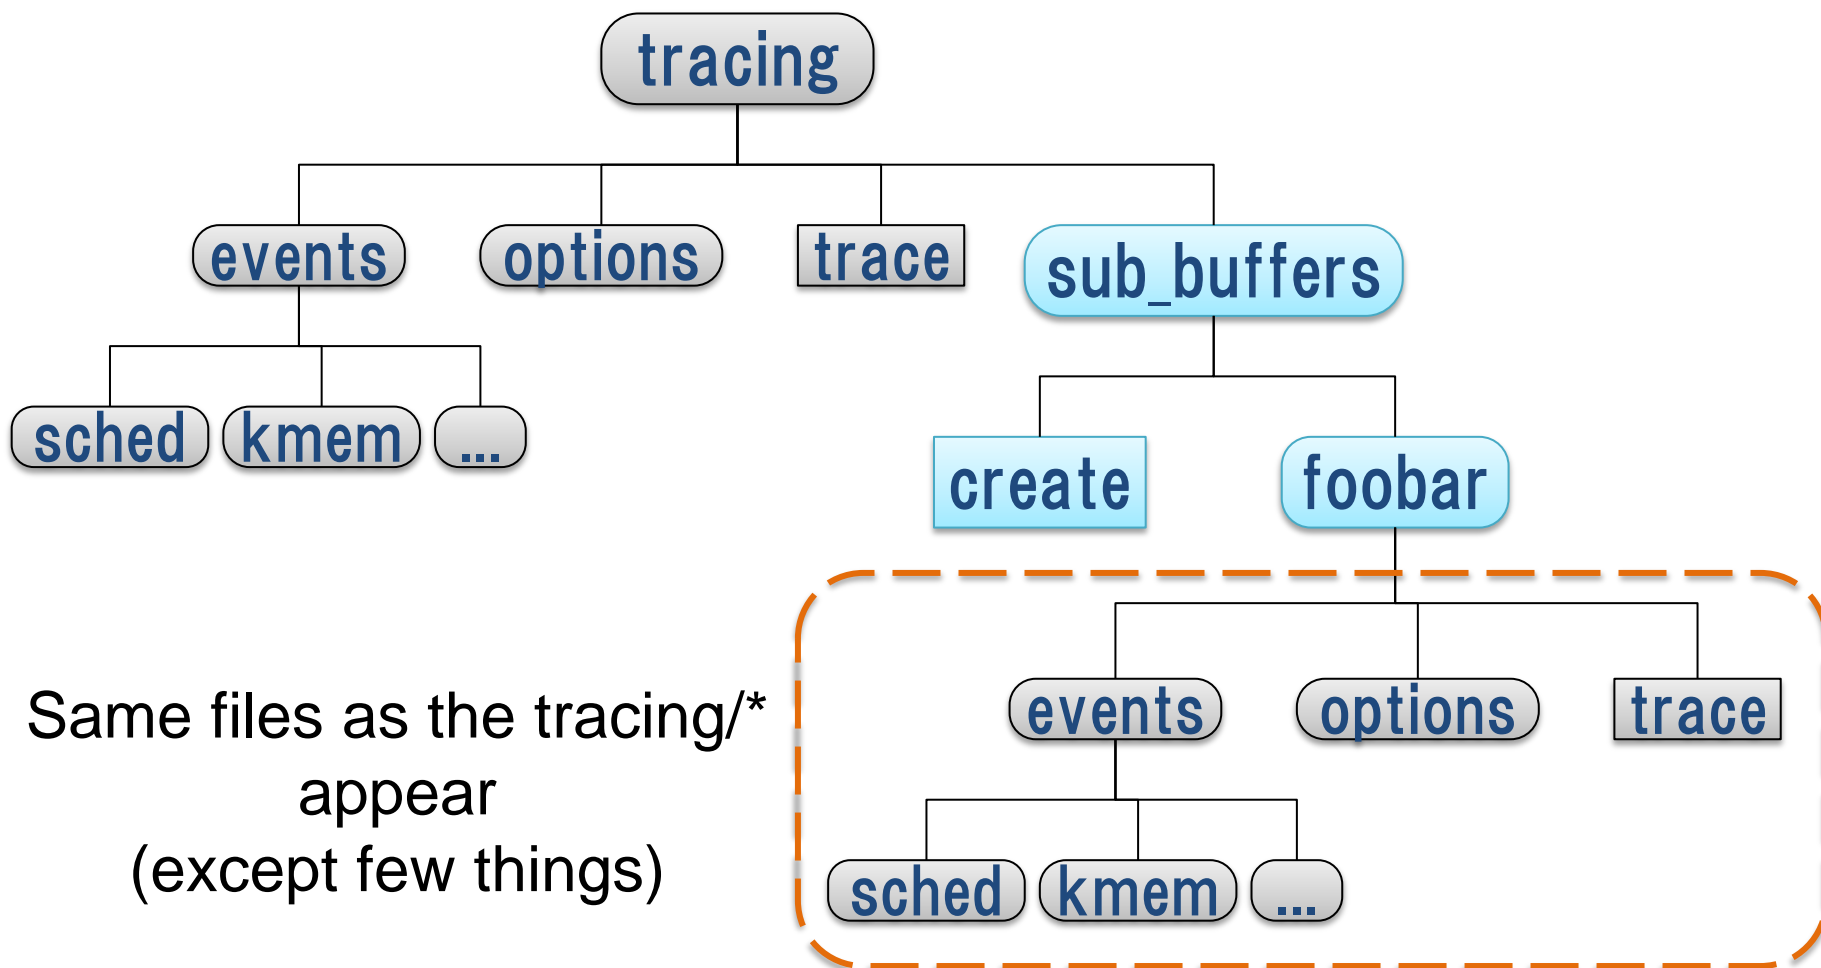 tracing
events options trace sub_buffers
sched kmem ...
create foobar
events options trace
sched kmem ...
Same files as the tracing/*
appear
(except few things)